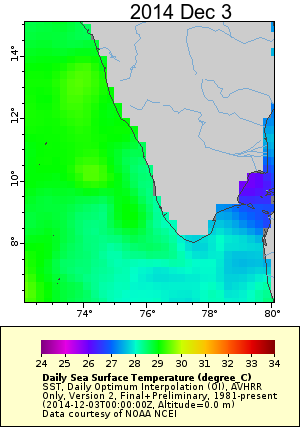 2014 Dec 3
14°
12°
10°
8°
74° 76° 78° 80°
24 25 26 27 28 29 30 31 32 33 34
Daily Sea Surface Temperature (degree_C)
SST, Daily Optimum Interpolation (OI), AVHRR
Only, Version 2, Final+Preliminary, 1981-present
(2014-12-03T00:00:00Z, Altitude=0.0 m)
Data courtesy of NOAA NCEI